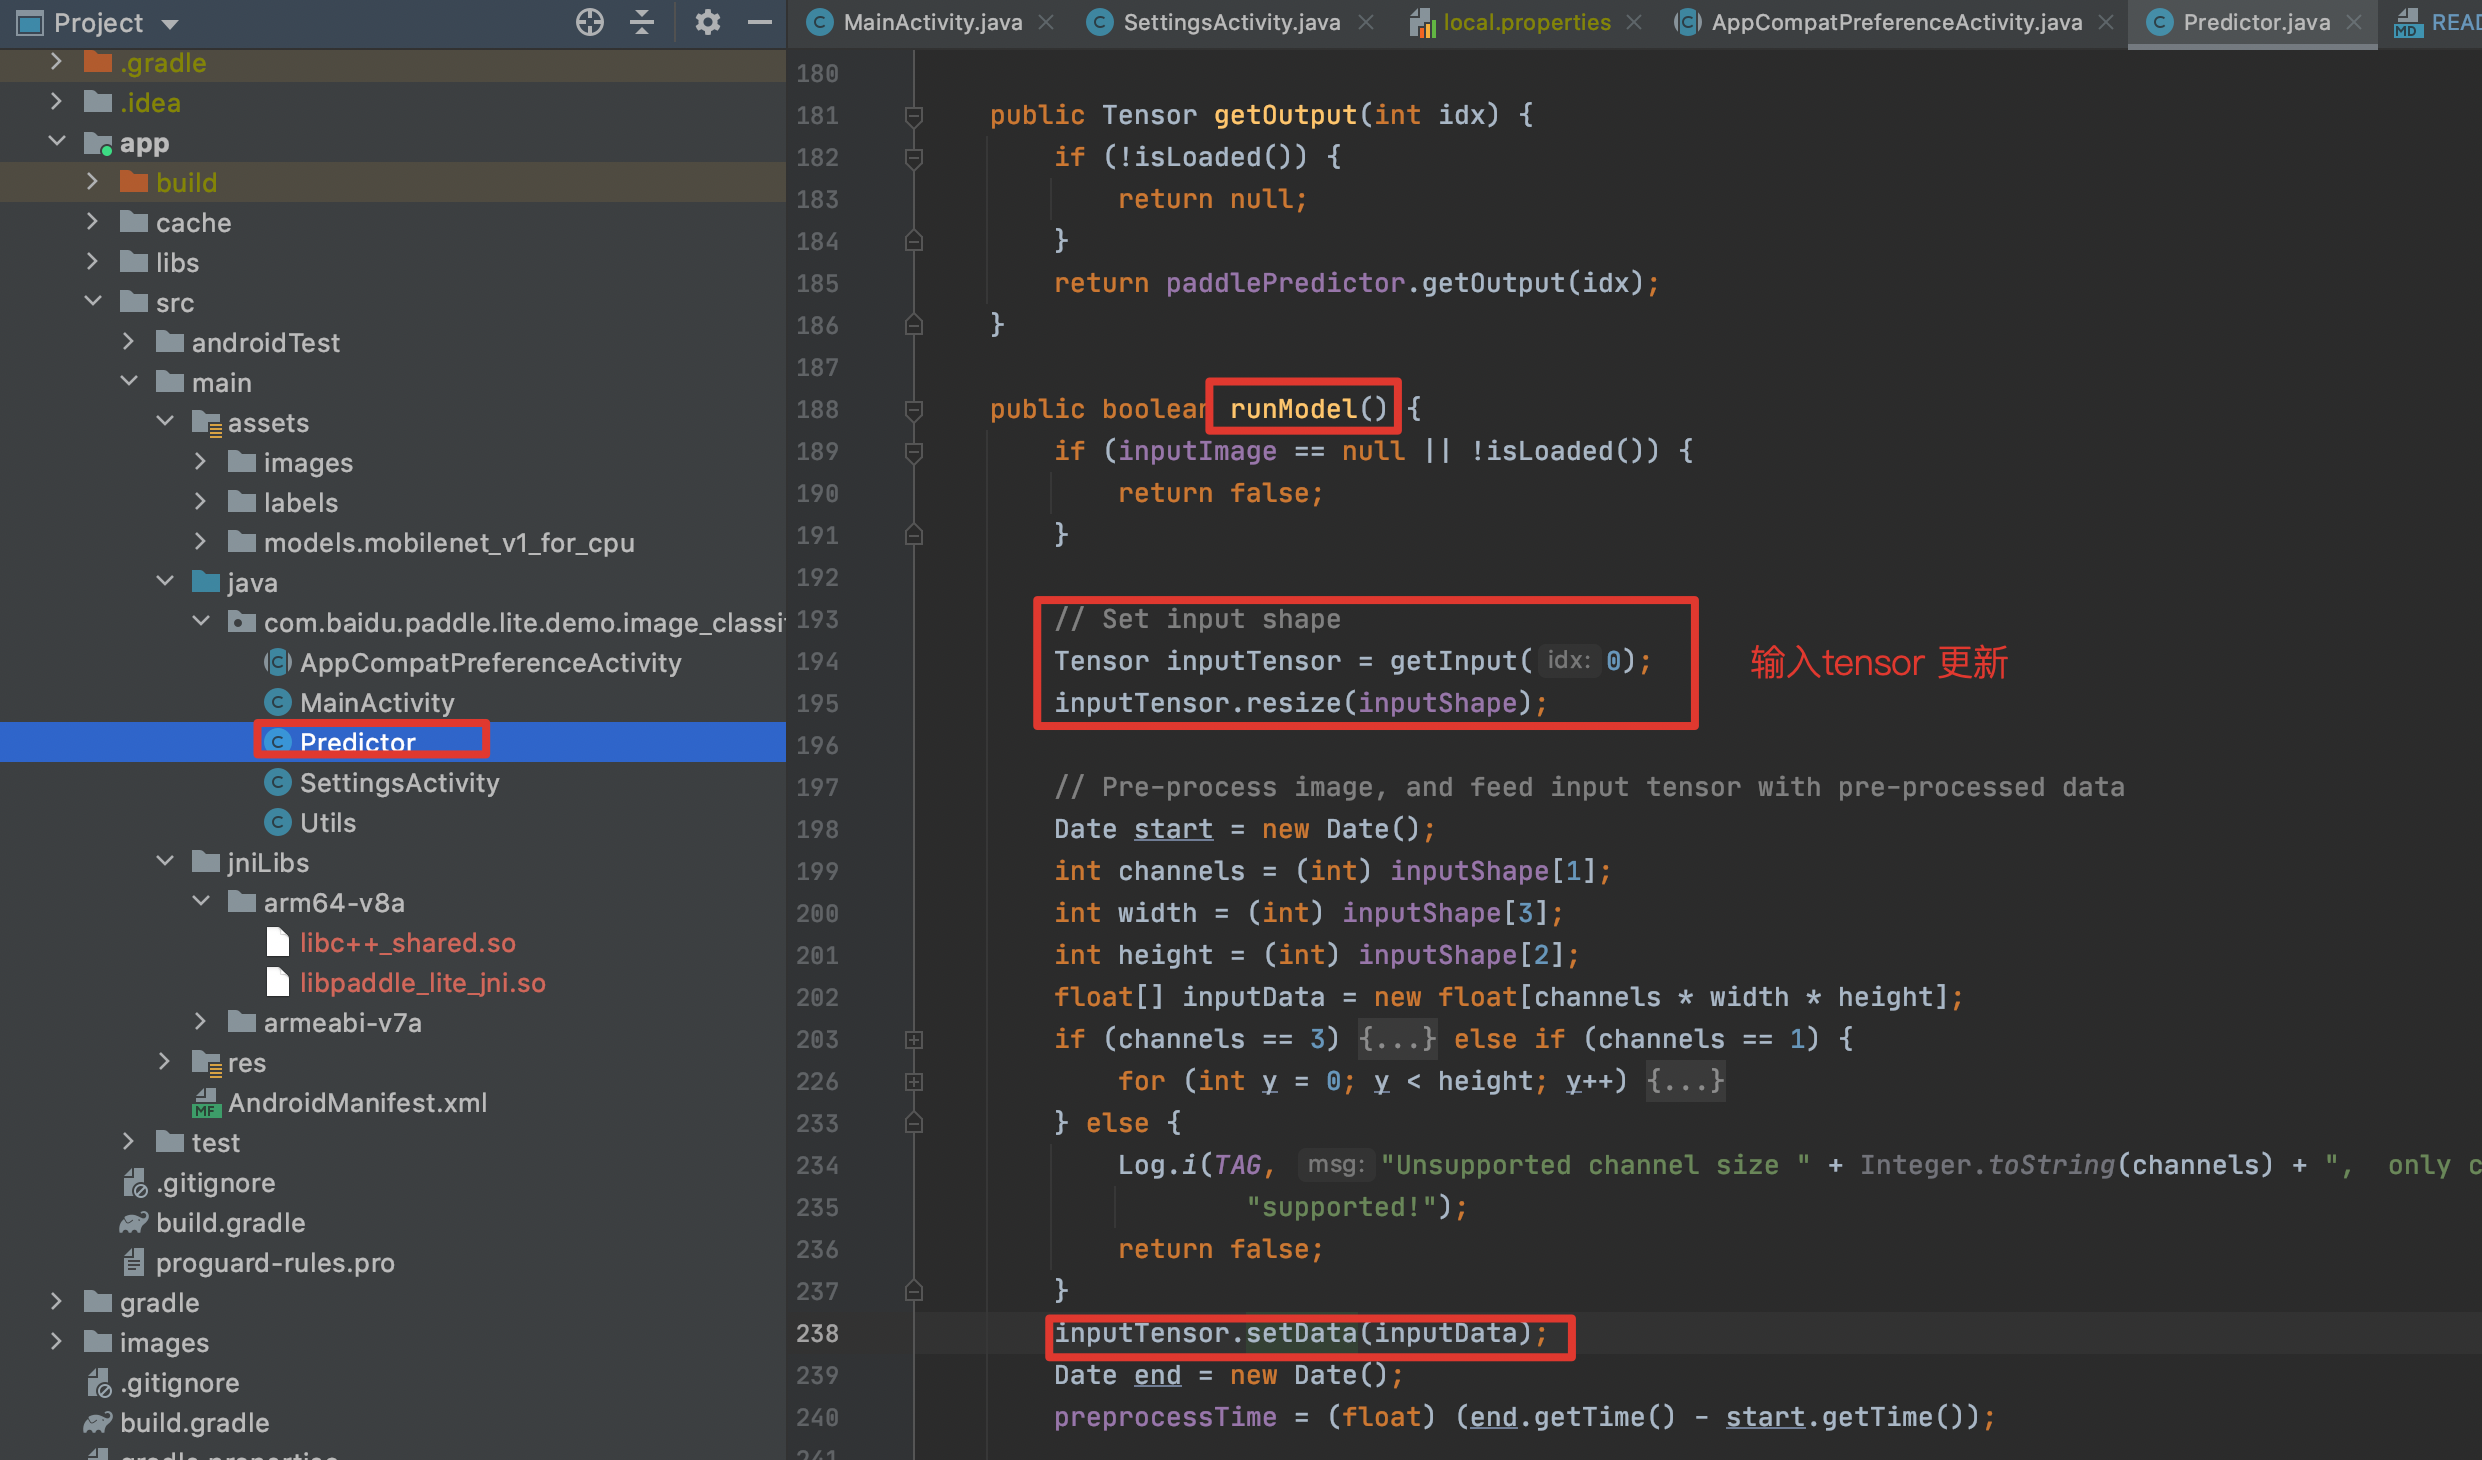 Project
.gradle
.idea
app
build
cache
libs
src
androidTest
main
assets
images
labels
models.mobilenet_v1_for_cpu
java
com.baidu.paddle.lite.demo.image_classi
AppCompatPreferenceActivity
MainActivity
Predictor
SettingsActivity
Utils
jniLibs
arm64-v8a
libc++_shared.so
libpaddle_lite_jni.so
armeabi-v7a
res
AndroidManifest.xml
test
.gitignore
build.gradle
proguard-rules.pro
gradle
images
.gitignore
build.gradle
gradle.properties
MainActivity.java SettingsActivity.java local.properties AppCompatPreferenceActivity.java Predictor.java READ
180
181 public Tensor getOutput(int idx) {
182 if (!isLoaded()) {
183 return null;
184 }
185 return paddlePredictor.getOutput(idx);
186 }
187
188 public boolean runModel() {
189 if (inputImage == null || !isLoaded()) {
190 return false;
191 }
192
193 // Set input shape
194 Tensor inputTensor = getInput( idx: 0);
195 inputTensor.resize(inputShape);
输入tensor 更新
196
197 // Pre-process image, and feed input tensor with pre-processed data
198 Date start = new Date();
199 int channels = (int) inputShape[1];
200 int width = (int) inputShape[3];
201 int height = (int) inputShape[2];
202 float[] inputData = new float[channels * width * height];
203 if (channels == 3) {...} else if (channels == 1) {
226 for (int y = 0; y < height; y++) {...}
233 } else {
234 Log.i(TAG, msg: "Unsupported channel size " + Integer.toString(channels) + ", only c
235 "supported!");
236 return false;
237 }
238 inputTensor.setData(inputData);
239 Date end = new Date();
240 preprocessTime = (float) (end.getTime() - start.getTime());
241